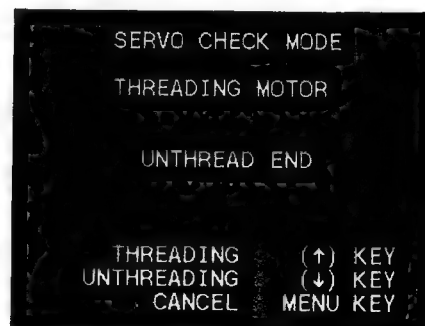 SERVO CHECK MODE
THREADING MOTOR
UNTHREAD END
THREADING (↑) KEY
UNTHREADING (↓) KEY
CANCEL MENU KEY